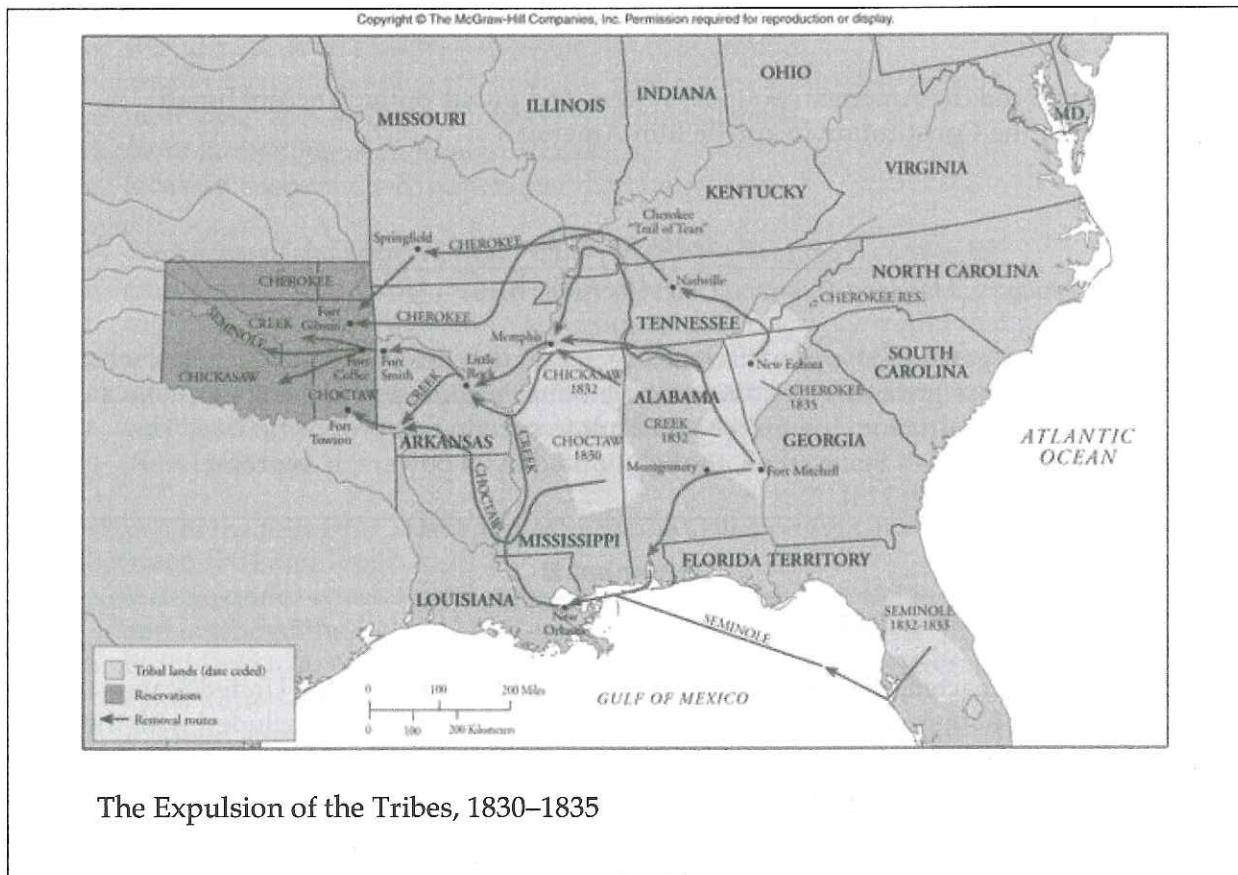 Copyright © The McGraw-Hill Companies, Inc. Permission required for reproduction or display.
OHIO
INDIANA
ILLINOIS
MISSOURI
MD.
VIRGINIA
KENTUCKY
Cherokee
"Trail of Tears"
Springfield
CHEROKEE
NORTH CAROLINA
CHEROKEE
Nashville
CHEROKEE RES.
Fort
Gibson
CHEROKEE
TENNESSEE
SEMINOLE
CREEK
Memphis
SOUTH
CAROLINA
New Echota
CHICKASAW
Fort
Coffee
Fort
Smith
Little
Rock
CHICKASAW
1832
ALABAMA
CHEROKEE
1835
CHOCTAW
CREEK
Fort
Towson
ARKANSAS
CREEK
CHOCTAW
1830
CREEK
1832
GEORGIA
ATLANTIC
OCEAN
Montgomery
Fort Mitchell
CHOCTAW
MISSISSIPPI
FLORIDA TERRITORY
LOUISIANA
New
Orleans
SEMINOLE
SEMINOLE
1832-1833
Tribal lands (date coded)
Reservations
Removal routes
0 100 200 Miles
0 100 200 Kilometers
GULF OF MEXICO
The Expulsion of the Tribes, 1830–1835